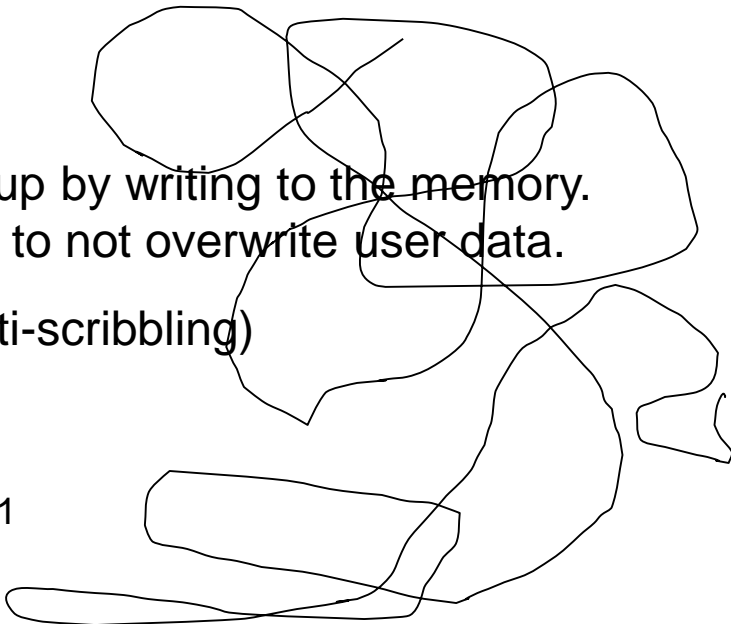 up by writing to the memory.
to not overwrite user data.
ti-scribbling)
1